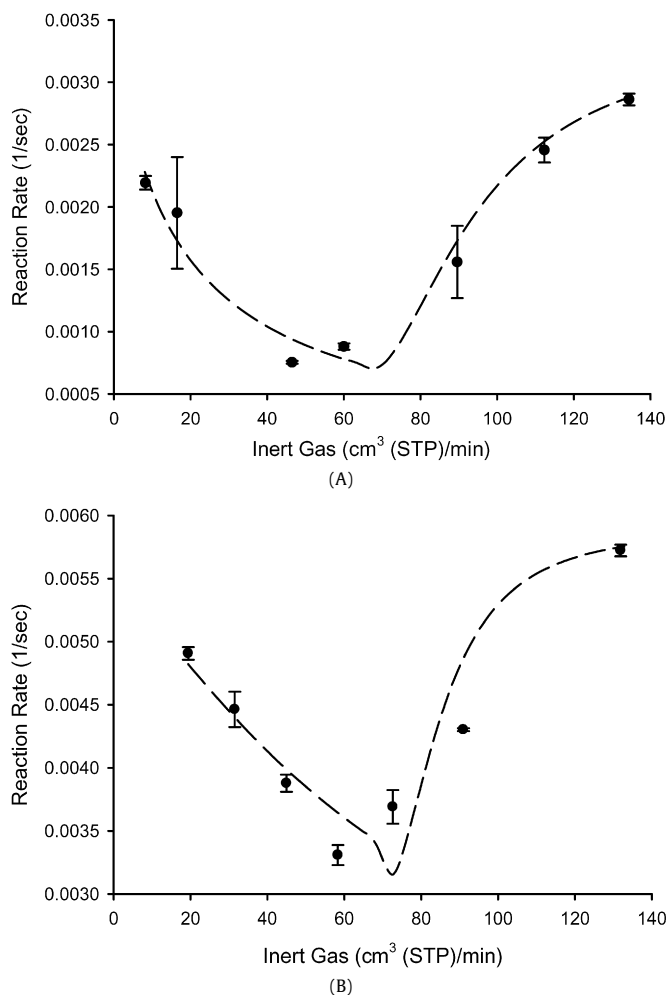 0.0035
0.0030
0.0025
0.0020
0.0015
0.0010
0.0005
Reaction Rate (1/sec)
0 20 40 60 80 100 120 140
Inert Gas (cm³ (STP)/min)
(A)
0.0060
0.0055
0.0050
0.0045
0.0040
0.0035
0.0030
Reaction Rate (1/sec)
0 20 40 60 80 100 120 140
Inert Gas (cm³ (STP)/min)
(B)